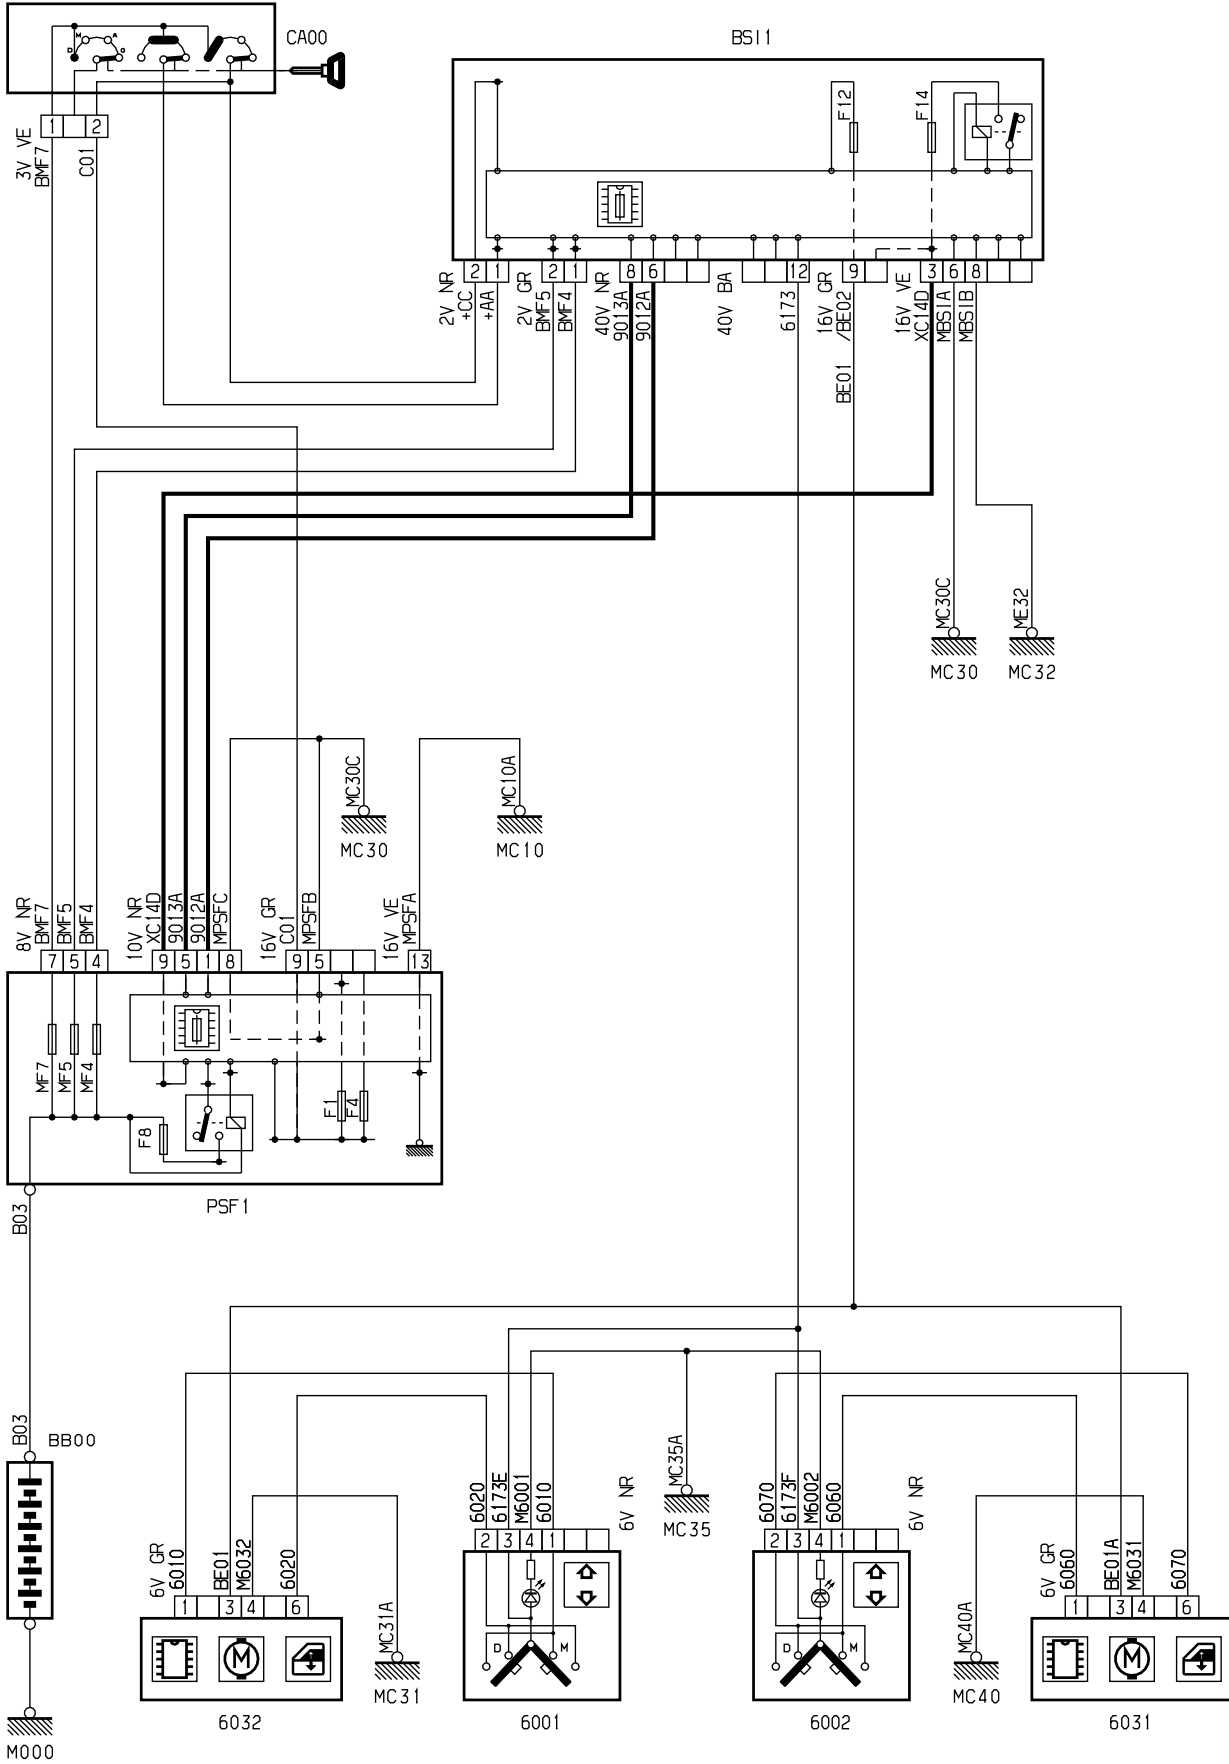 CA00
BSI1
M A
D O
F12
F14
1 2
3V VE
BMF7
C01
2 1 2 1 8 6 12 9 3 6 8
2V NR
+CC
+AA
2V GR
BMF5
BMF4
40V NR
9013A
9012A
40V BA
6173
16V GR
/BE02
BE01
16V VE
XC14D
MBSIA
MBSIB
MC30C
ME32
MC30
MC32
MC30C
MC10A
MC30
MC10
8V NR
BMF7
BMF5
BMF4
10V NR
XC14D
9013A
9012A
MPSFC
16V GR
C01
MPSFB
16V VE
MPSFA
7 5 4 9 5 1 8 9 5 13
MF7
MF5
MF4
F8
F1
F4
PSF1
B03
B03
BB00
M000
6V GR
6010
BE01
M6032
6020
1 3 4 6
M
6032
MC31A
MC31
6020
6173E
M6001
6010
6V NR
2 3 4 1
D M
6001
MC35A
MC35
6070
6173F
M6002
6060
6V NR
2 3 4 1
D M
6002
MC40A
MC40
6V GR
6060
BE01A
M6031
6070
1 3 4 6
M
6031